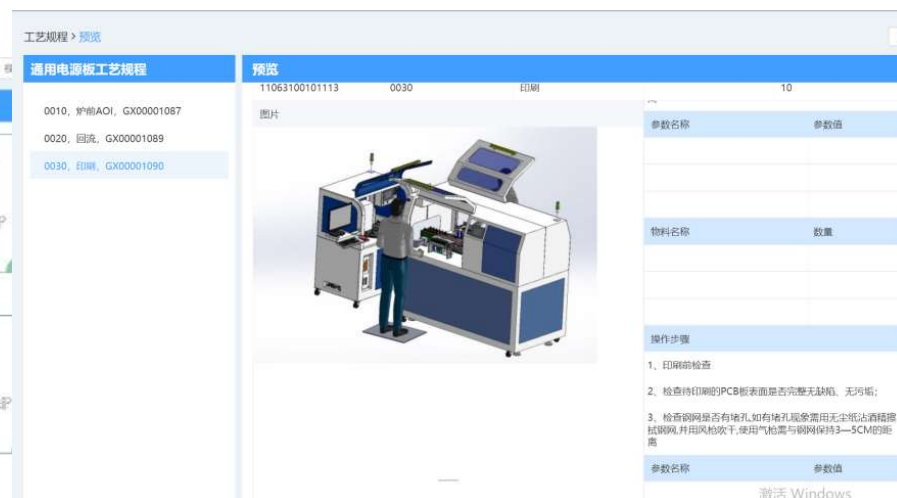 工艺规程 > 预览
通用电源板工艺规程
预览
11063100101113 0030 印刷 10
0010, 炉前AOI, GX00001087
0020, 回流, GX00001089
0030, 印刷, GX00001090
图片
参数名称 参数值
物料名称 数量
操作步骤
1、印刷前检查
2、检查待印刷的PCB板表面是否完整无缺陷、无污垢;
3、检查钢网是否有堵孔,如有堵孔现象需用无尘纸沾酒精擦
拭钢网,并用风枪吹干,使用气枪需与钢网保持3—5CM的距
离
参数名称 参数值
激活 Windows